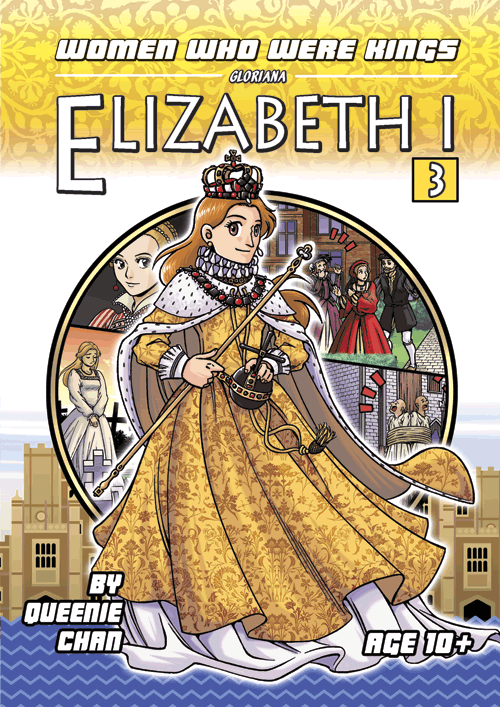 WOMEN WHO WERE KINGS
GLORIANA
ELIZABETH I
3
BY
QUEENIE
CHAN
AGE 10+